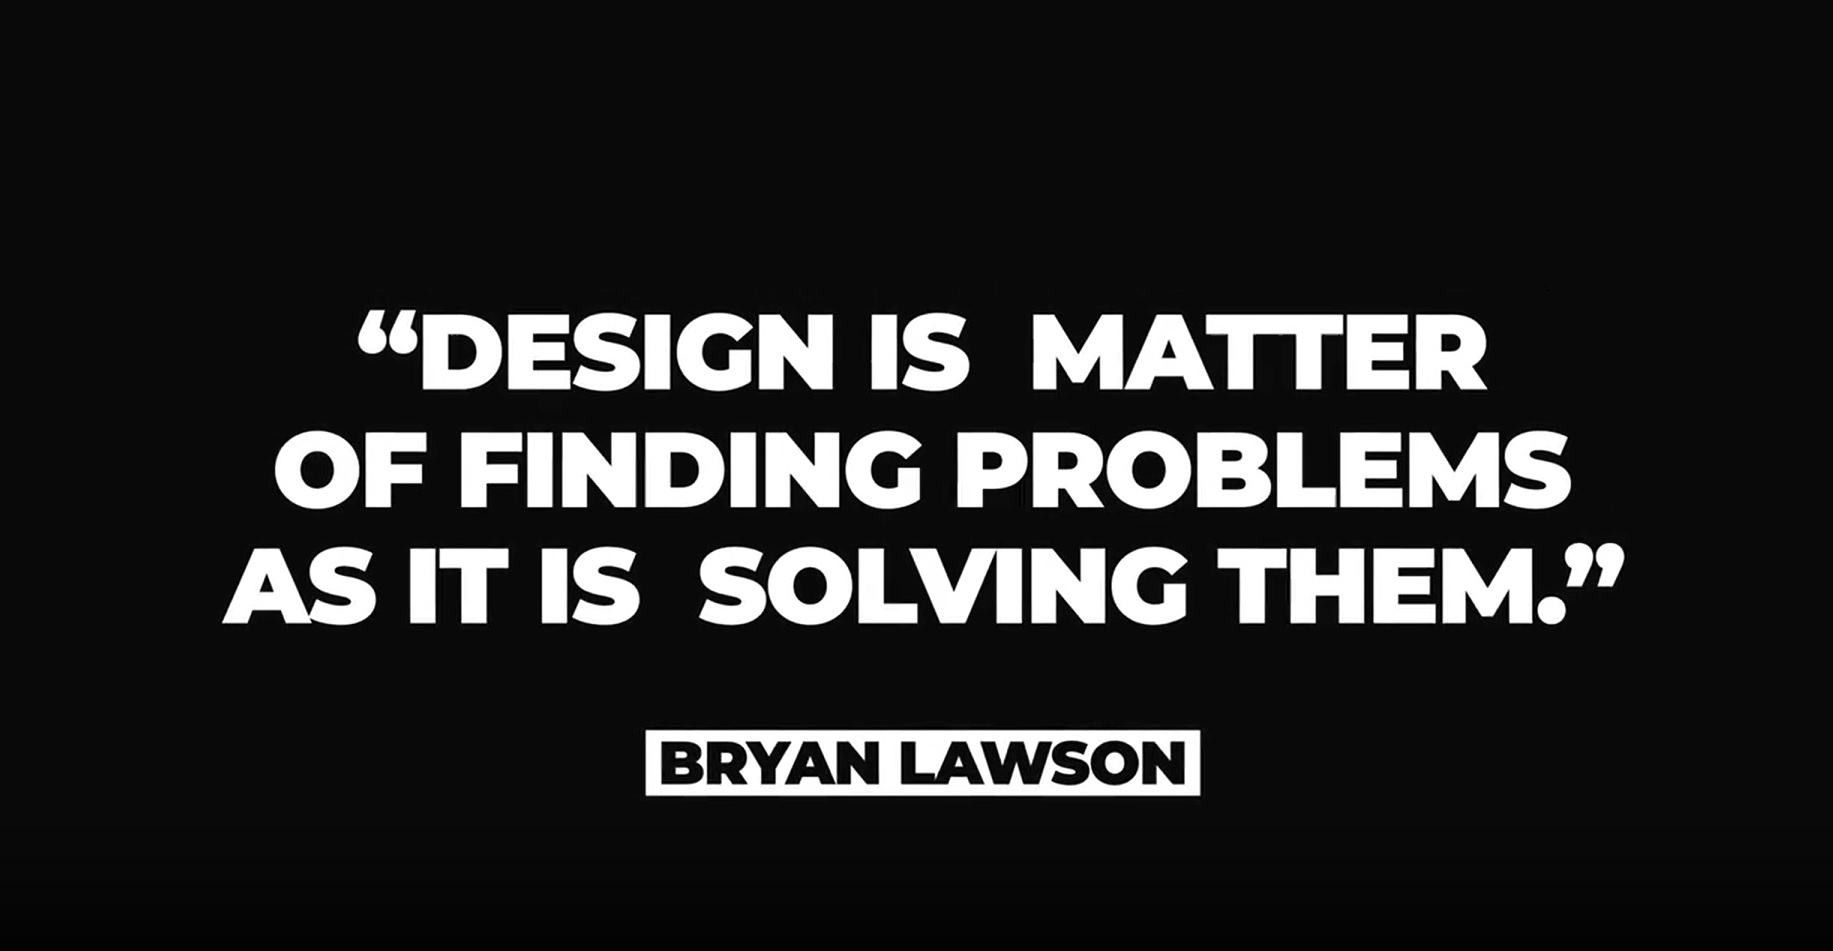 “DESIGN IS  MATTER
OF FINDING PROBLEMS
AS IT IS  SOLVING THEM.”
BRYAN LAWSON